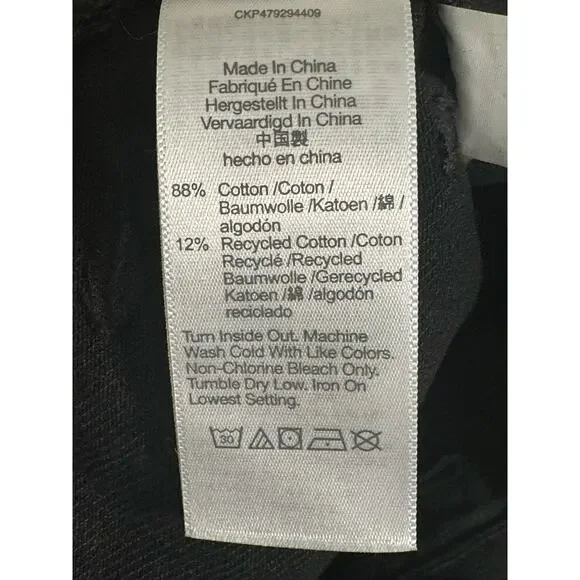 CKP479294409
Made In China
Fabriqué En Chine
Hergestellt In China
Vervaardigd In China
中国製
hecho en china
88% Cotton /Coton /
Baumwolle /Katoen /綿 /
algodón
12% Recycled Cotton /Coton
Recyclé /Recycled
Baumwolle /Gerecycled
Katoen /綿 /algodón
reciclado
Turn Inside Out. Machine
Wash Cold With Like Colors.
Non-Chlorine Bleach Only.
Tumble Dry Low. Iron On
Lowest Setting.
30